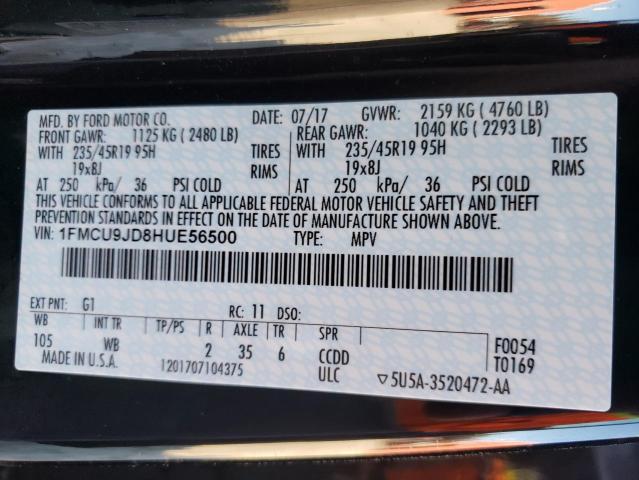 MFD. BY FORD MOTOR CO. DATE: 07/17 GVWR: 2159 KG ( 4760 LB)
FRONT GAWR: 1125 KG ( 2480 LB) REAR GAWR: 1040 KG ( 2293 LB)
WITH 235/45R19 95H TIRES WITH 235/45R19 95H TIRES
19x8J RIMS 19x8J RIMS
AT 250 kPa/ 36 PSI COLD AT 250 kPa/ 36 PSI COLD
THIS VEHICLE CONFORMS TO ALL APPLICABLE FEDERAL MOTOR VEHICLE SAFETY AND THEFT
PREVENTION STANDARDS IN EFFECT ON THE DATE OF MANUFACTURE SHOWN ABOVE.
VIN: 1FMCU9JD8HUE56500 TYPE: MPV
EXT PNT: G1 RC: 11 DSO:
WB INT TR TP/PS R AXLE TR SPR F0054
105 WB 2 35 6 CCDD T0169
MADE IN U.S.A. 1201707104375 ULC ▽5U5A-3520472-AA